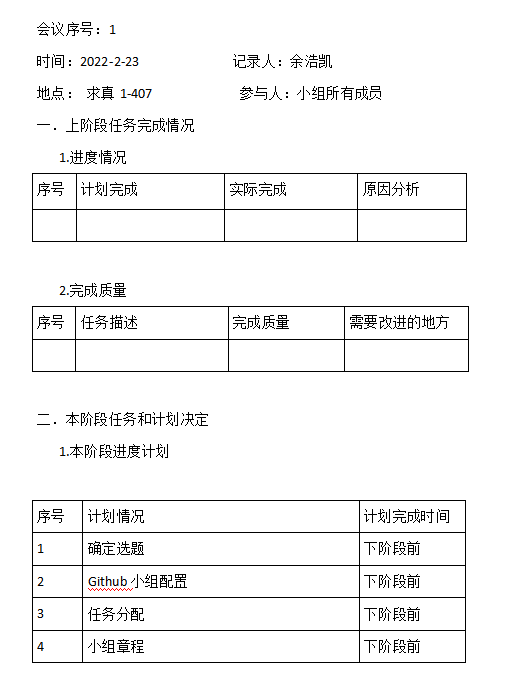 会议序号：1
时间：2022-2-23 记录人：余浩凯
地点： 求真 1-407 参与人：小组所有成员
一．上阶段任务完成情况
1.进度情况
序号 计划完成 实际完成 原因分析
2.完成质量
序号 任务描述 完成质量 需要改进的地方
二．本阶段任务和计划决定
1.本阶段进度计划
序号 计划情况 计划完成时间
1 确定选题 下阶段前
2 Github 小组配置 下阶段前
3 任务分配 下阶段前
4 小组章程 下阶段前